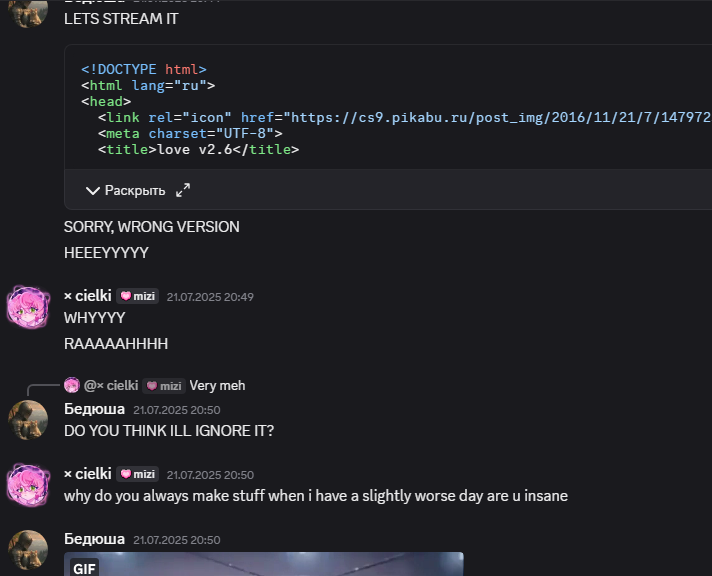 LETS STREAM IT
<!DOCTYPE html>
<html lang="ru">
<head>
<link rel="icon" href="https://cs9.pikabu.ru/post_img/2016/11/21/7/147972
<meta charset="UTF-8">
<title>love v2.6</title>
Раскрыть
SORRY, WRONG VERSION
HEEEYYYYY
× cielki mizi 21.07.2025 20:49
WHYYYY
RAAAAAHHHH
@× cielki mizi Very meh
Бедюша 21.07.2025 20:50
DO YOU THINK ILL IGNORE IT?
× cielki mizi 21.07.2025 20:50
why do you always make stuff when i have a slightly worse day are u insane
Бедюша 21.07.2025 20:50
GIF